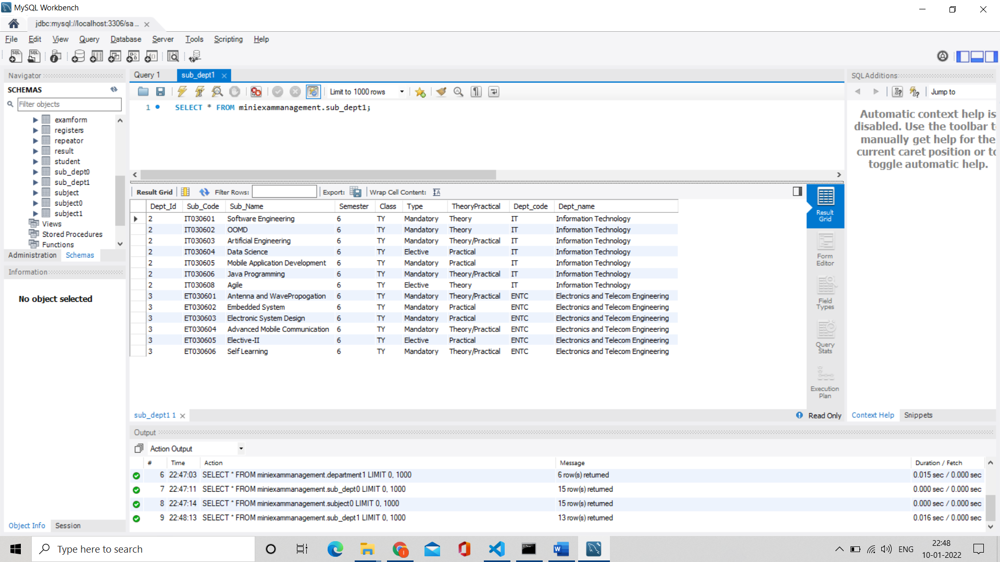 MySQL Workbench
jdbc:mysql://localhost:3306/sa...
File Edit View Query Database Server Tools Scripting Help
Navigator
SCHEMAS
Filter objects
examform
registers
repeator
result
student
sub_dept0
sub_dept1
subject
subject0
subject1
Views
Stored Procedures
Functions
Administration Schemas
Information
No object selected
Object Info Session
Query 1 sub_dept1
Limit to 1000 rows
1 SELECT * FROM miniexammanagement.sub_dept1;
Result Grid Filter Rows: Export: Wrap Cell Content:
Dept_Id Sub_Code Sub_Name Semester Class Type TheoryPractical Dept_code Dept_name
2 IT030601 Software Engineering 6 TY Mandatory Theory IT Information Technology
2 IT030602 OOMD 6 TY Mandatory Theory IT Information Technology
2 IT030603 Artificial Engineering 6 TY Mandatory Theory/Practical IT Information Technology
2 IT030604 Data Science 6 TY Elective Practical IT Information Technology
2 IT030605 Mobile Application Development 6 TY Mandatory Practical IT Information Technology
2 IT030606 Java Programming 6 TY Mandatory Theory/Practical IT Information Technology
2 IT030608 Agile 6 TY Elective Theory IT Information Technology
3 ET030601 Antenna and WavePropogation 6 TY Mandatory Theory/Practical ENTC Electronics and Telecom Engineering
3 ET030602 Embedded System 6 TY Mandatory Practical ENTC Electronics and Telecom Engineering
3 ET030603 Electronic System Design 6 TY Mandatory Practical ENTC Electronics and Telecom Engineering
3 ET030604 Advanced Mobile Communication 6 TY Mandatory Theory/Practical ENTC Electronics and Telecom Engineering
3 ET030605 Elective-II 6 TY Elective Practical ENTC Electronics and Telecom Engineering
3 ET030606 Self Learning 6 TY Mandatory Theory/Practical ENTC Electronics and Telecom Engineering
Result
Grid
Form
Editor
Field
Types
Query
Stats
Execution
Plan
sub_dept1 1
Read Only
SQLAdditions
Jump to
Automatic context help is
disabled. Use the toolbar t
manually get help for the
current caret position or to
toggle automatic help.
Context Help Snippets
Output
Action Output
# Time Action Message Duration / Fetch
6 22:47:03 SELECT * FROM miniexammanagement.department1 LIMIT 0, 1000 6 row(s) returned 0.015 sec / 0.000 sec
7 22:47:11 SELECT * FROM miniexammanagement.sub_dept0 LIMIT 0, 1000 15 row(s) returned 0.000 sec / 0.000 sec
8 22:47:14 SELECT * FROM miniexammanagement.subject0 LIMIT 0, 1000 15 row(s) returned 0.000 sec / 0.000 sec
9 22:48:13 SELECT * FROM miniexammanagement.sub_dept1 LIMIT 0, 1000 13 row(s) returned 0.016 sec / 0.000 sec
Type here to search
ENG
22:48
10-01-2022